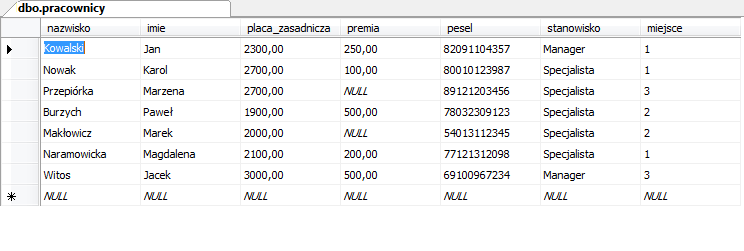 dbo.pracownicy
nazwisko imie placa_zasadnicza premia pesel stanowisko miejsce
Kowalski Jan 2300,00 250,00 82091104357 Manager 1
Nowak Karol 2700,00 100,00 80010123987 Specjalista 1
Przepiórka Marzena 2700,00 NULL 89121203456 Specjalista 3
Burzych Paweł 1900,00 500,00 78032309123 Specjalista 2
Makłowicz Marek 2000,00 NULL 54013112345 Specjalista 2
Naramowicka Magdalena 2100,00 200,00 77121312098 Specjalista 1
Witos Jacek 3000,00 500,00 69100967234 Manager 3
NULL NULL NULL NULL NULL NULL NULL